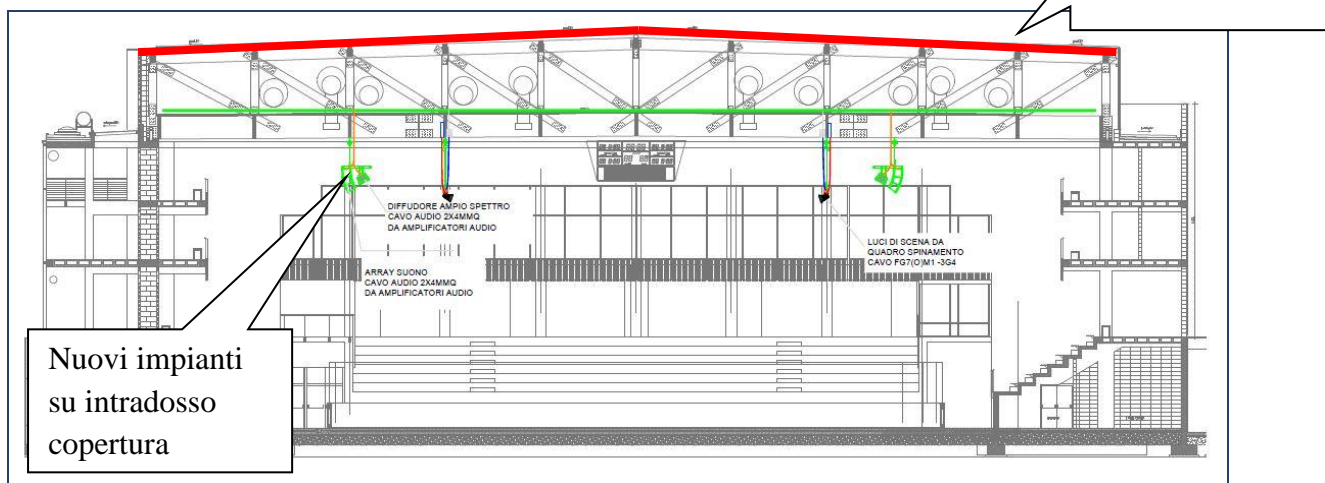 DIFFUDORE AMPIO SPETTRO
CAVO AUDIO 2X4MMQ
DA AMPLIFICATORI AUDIO
LUCI DI SCENA DA
QUADRO SPINAMENTO
CAVO FG7(O)M1 -3G4
ARRAY SUONO
CAVO AUDIO 2X4MMQ
DA AMPLIFICATORI AUDIO
Nuovi impianti
su intradosso
copertura